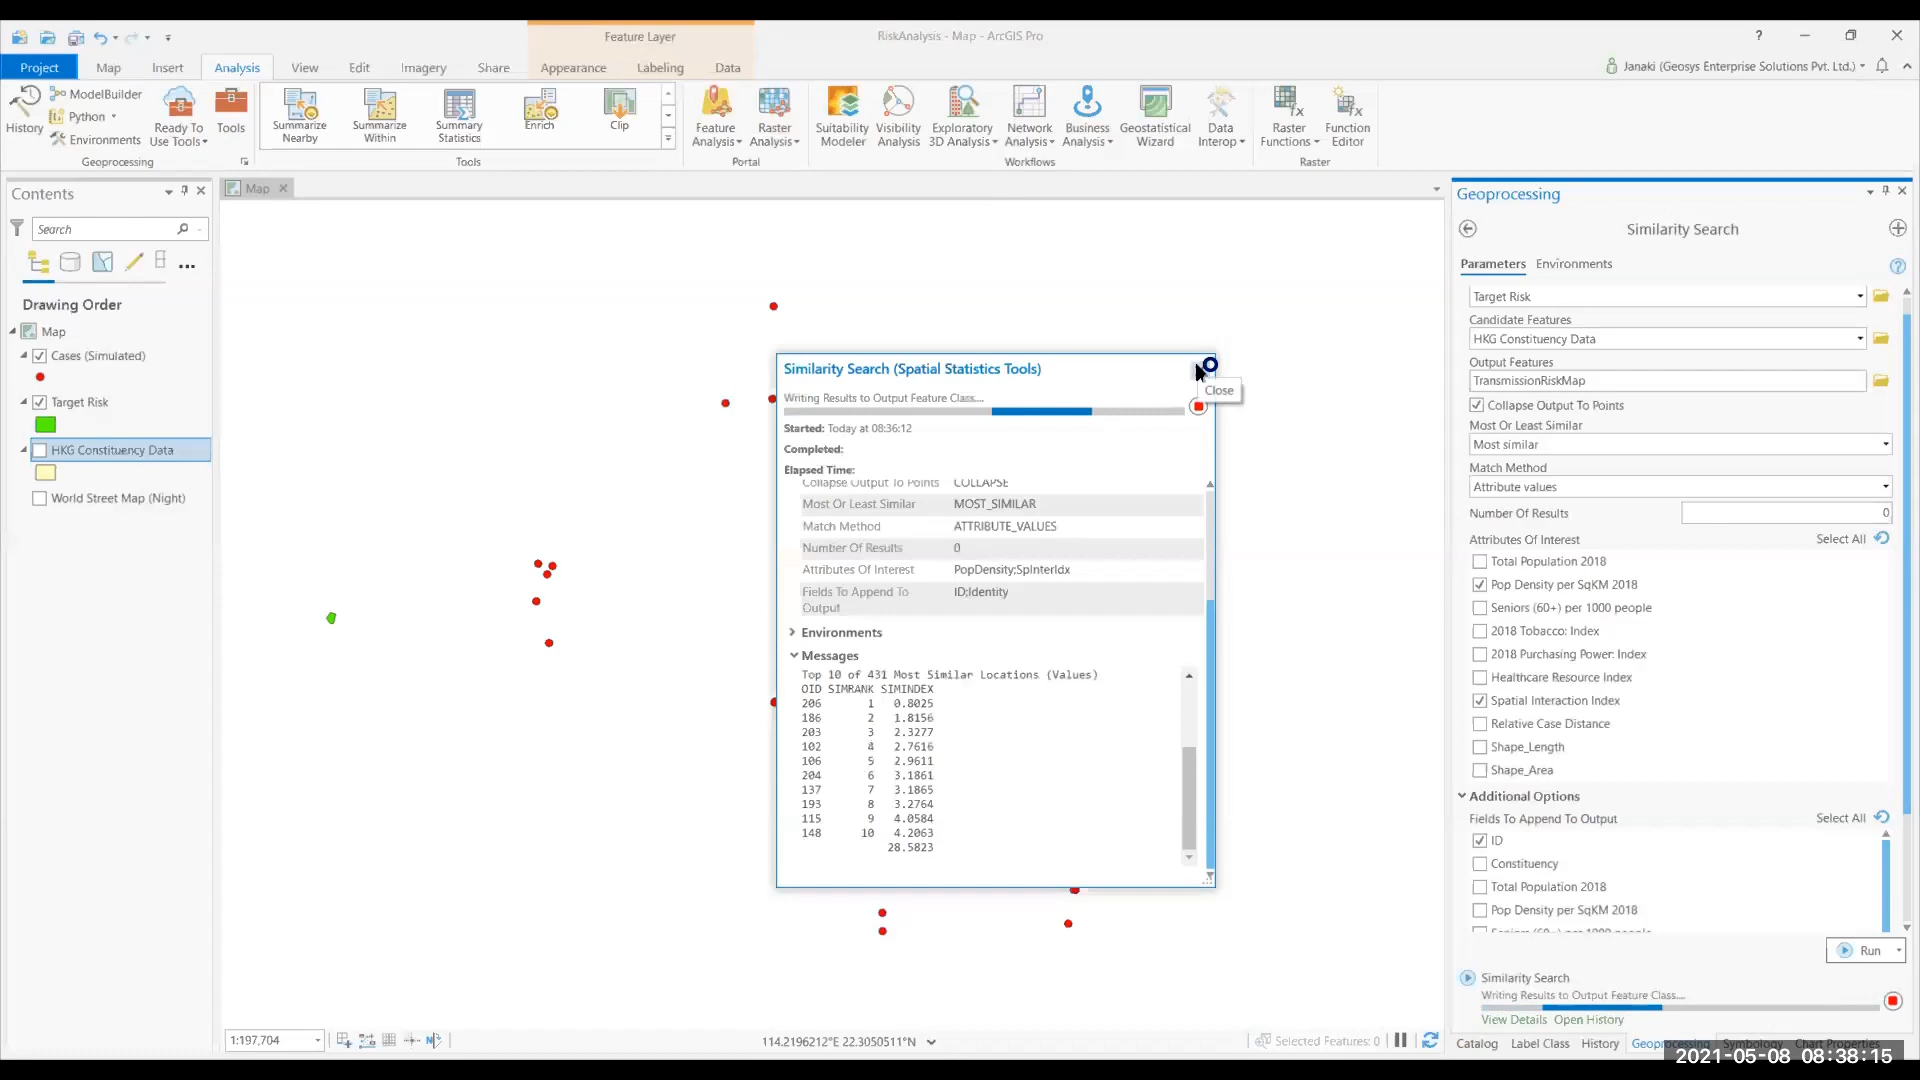 Feature Layer
RiskAnalysis - Map - ArcGIS Pro
?
Project
Map
Insert
Analysis
View
Edit
Imagery
Share
Appearance
Labeling
Data
Janaki (Geosys Enterprise Solutions Pvt. Ltd.)
History
ModelBuilder
Python
Environments
Ready To
Use Tools
Tools
Geoprocessing
Summarize
Nearby
Summarize
Within
Summary
Statistics
Enrich
Clip
Tools
Feature
Analysis
Raster
Analysis
Portal
Suitability
Modeler
Visibility
Analysis
Exploratory
3D Analysis
Network
Analysis
Business
Analysis
Geostatistical
Wizard
Data
Interop
Workflows
Raster
Functions
Function
Editor
Raster
Contents
Search
Drawing Order
Map
Cases (Simulated)
Target Risk
HKG Constituency Data
World Street Map (Night)
Map
Similarity Search (Spatial Statistics Tools)
Close
Writing Results to Output Feature Class....
Started: Today at 08:36:12
Completed:
Elapsed Time:
Collapse Output To Points COLLAPSE
Most Or Least Similar MOST_SIMILAR
Match Method ATTRIBUTE_VALUES
Number Of Results 0
Attributes Of Interest PopDensity;SpInterIdx
Fields To Append To ID;Identity
Output
Environments
Messages
Top 10 of 431 Most Similar Locations (Values)
OID SIMRANK SIMINDEX
206 1 0.8025
186 2 1.8156
203 3 2.3277
102 4 2.7616
106 5 2.9611
204 6 3.1861
137 7 3.1865
193 8 3.2764
115 9 4.0584
148 10 4.2063
28.5823
1:197,704
114.2196212°E 22.3050511°N
Selected Features: 0
Geoprocessing
Similarity Search
Parameters Environments
Target Risk
Candidate Features
HKG Constituency Data
Output Features
TransmissionRiskMap
Collapse Output To Points
Most Or Least Similar
Most similar
Match Method
Attribute values
Number Of Results 0
Attributes Of Interest Select All
Total Population 2018
Pop Density per SqKM 2018
Seniors (60+) per 1000 people
2018 Tobacco: Index
2018 Purchasing Power: Index
Healthcare Resource Index
Spatial Interaction Index
Relative Case Distance
Shape_Length
Shape_Area
Additional Options
Fields To Append To Output Select All
ID
Constituency
Total Population 2018
Pop Density per SqKM 2018
Seniors (60+) per 1000 people
Run
Similarity Search
Writing Results to Output Feature Class....
View Details Open History
Catalog Label Class History Geoprocessing Symbology Chart Properties
2021-05-08 08:38:15